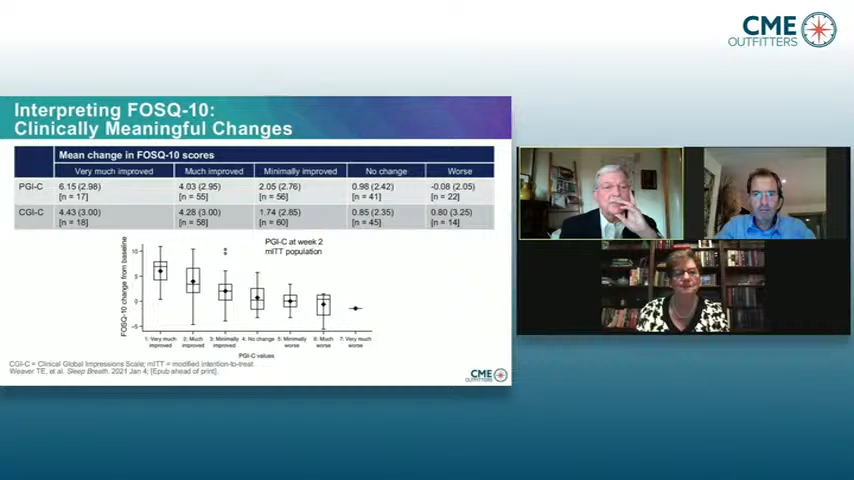 CME
OUTFITTERS
Interpreting FOSQ-10:
Clinically Meaningful Changes
Mean change in FOSQ-10 scores
Very much improved Much improved Minimally improved No change Worse
PGI-C 6.15 (2.98) 4.03 (2.95) 2.05 (2.76) 0.98 (2.42) -0.08 (2.05)
[n = 17] [n = 55] [n = 56] [n = 41] [n = 22]
CGI-C 4.43 (3.00) 4.28 (3.00) 1.74 (2.85) 0.85 (2.35) 0.80 (3.25)
[n = 18] [n = 58] [n = 60] [n = 45] [n = 14]
PGI-C at week 2
mITT population
FOSQ-10 change from baseline
10
5
0
-5
1: Very much improved
2: Much improved
3: Minimally improved
4: No change
5: Minimally worse
6: Much worse
7: Very much worse
PGI-C values
CGI-C = Clinical Global Impressions Scale; mITT = modified intention-to-treat
Weaver TE, et al. Sleep Breath. 2021 Jan 4; [Epub ahead of print].
CME
OUTFITTERS